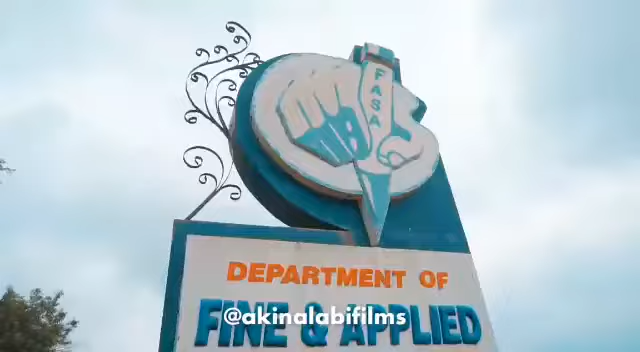 FASA
DEPARTMENT OF
FINE & APPLIED
@akinalabifilms